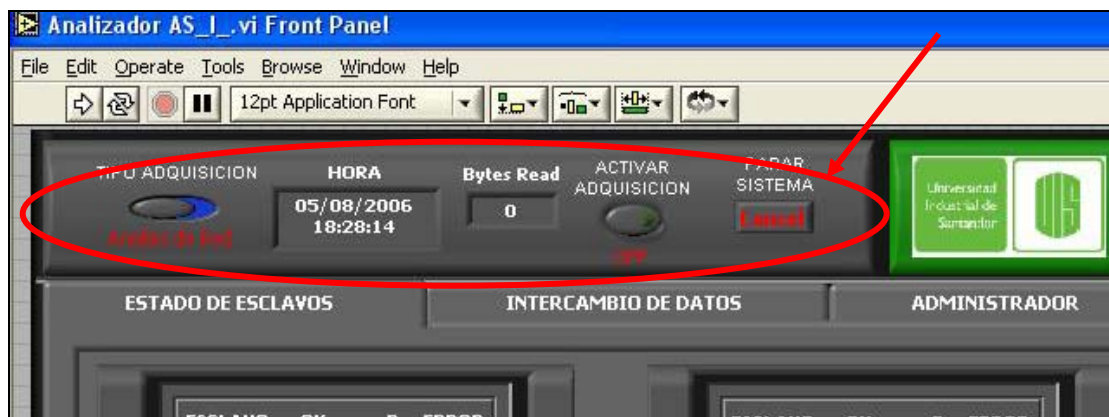 Analizador AS_I_.vi Front Panel
File Edit Operate Tools Browse Window Help
12pt Application Font
TIPO ADQUISICION
HORA
05/08/2006
18:28:14
Bytes Read
0
ACTIVAR
ADQUISICION
OFF
PARAR
SISTEMA
Cancel
Universidad
Industrial de
Santander
ESTADO DE ESCLAVOS
INTERCAMBIO DE DATOS
ADMINISTRADOR